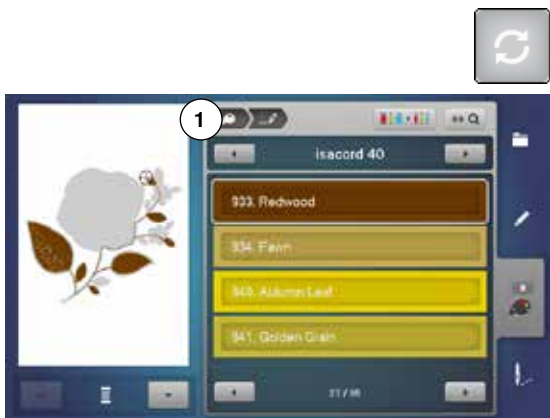 1
isacord 40
933. Redwood
934. Fawn
940. Autumn Leaf
941. Golden Grain